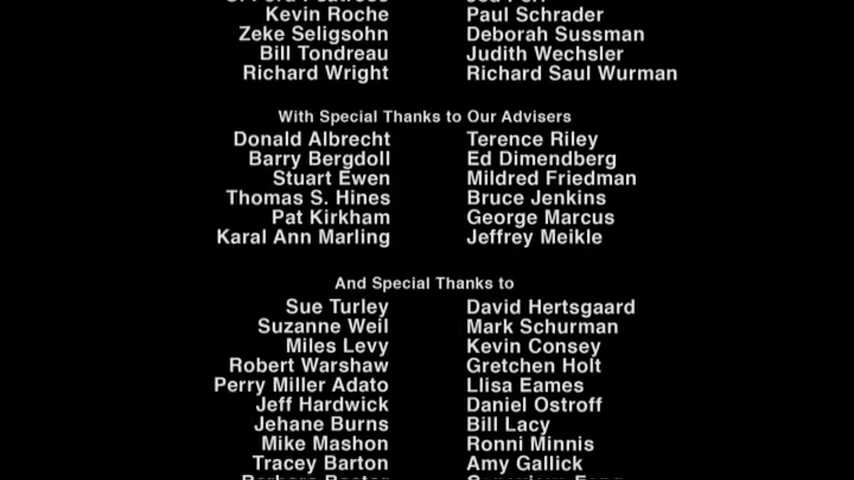 Kevin Roche Paul Schrader
Zeke Seligsohn Deborah Sussman
Bill Tondreau Judith Wechsler
Richard Wright Richard Saul Wurman
With Special Thanks to Our Advisers
Donald Albrecht Terence Riley
Barry Bergdoll Ed Dimendberg
Stuart Ewen Mildred Friedman
Thomas S. Hines Bruce Jenkins
Pat Kirkham George Marcus
Karal Ann Marling Jeffrey Meikle
And Special Thanks to
Sue Turley David Hertsgaard
Suzanne Weil Mark Schurman
Miles Levy Kevin Consey
Robert Warshaw Gretchen Holt
Perry Miller Adato Llisa Eames
Jeff Hardwick Daniel Ostroff
Jehane Burns Bill Lacy
Mike Mashon Ronni Minnis
Tracey Barton Amy Gallick